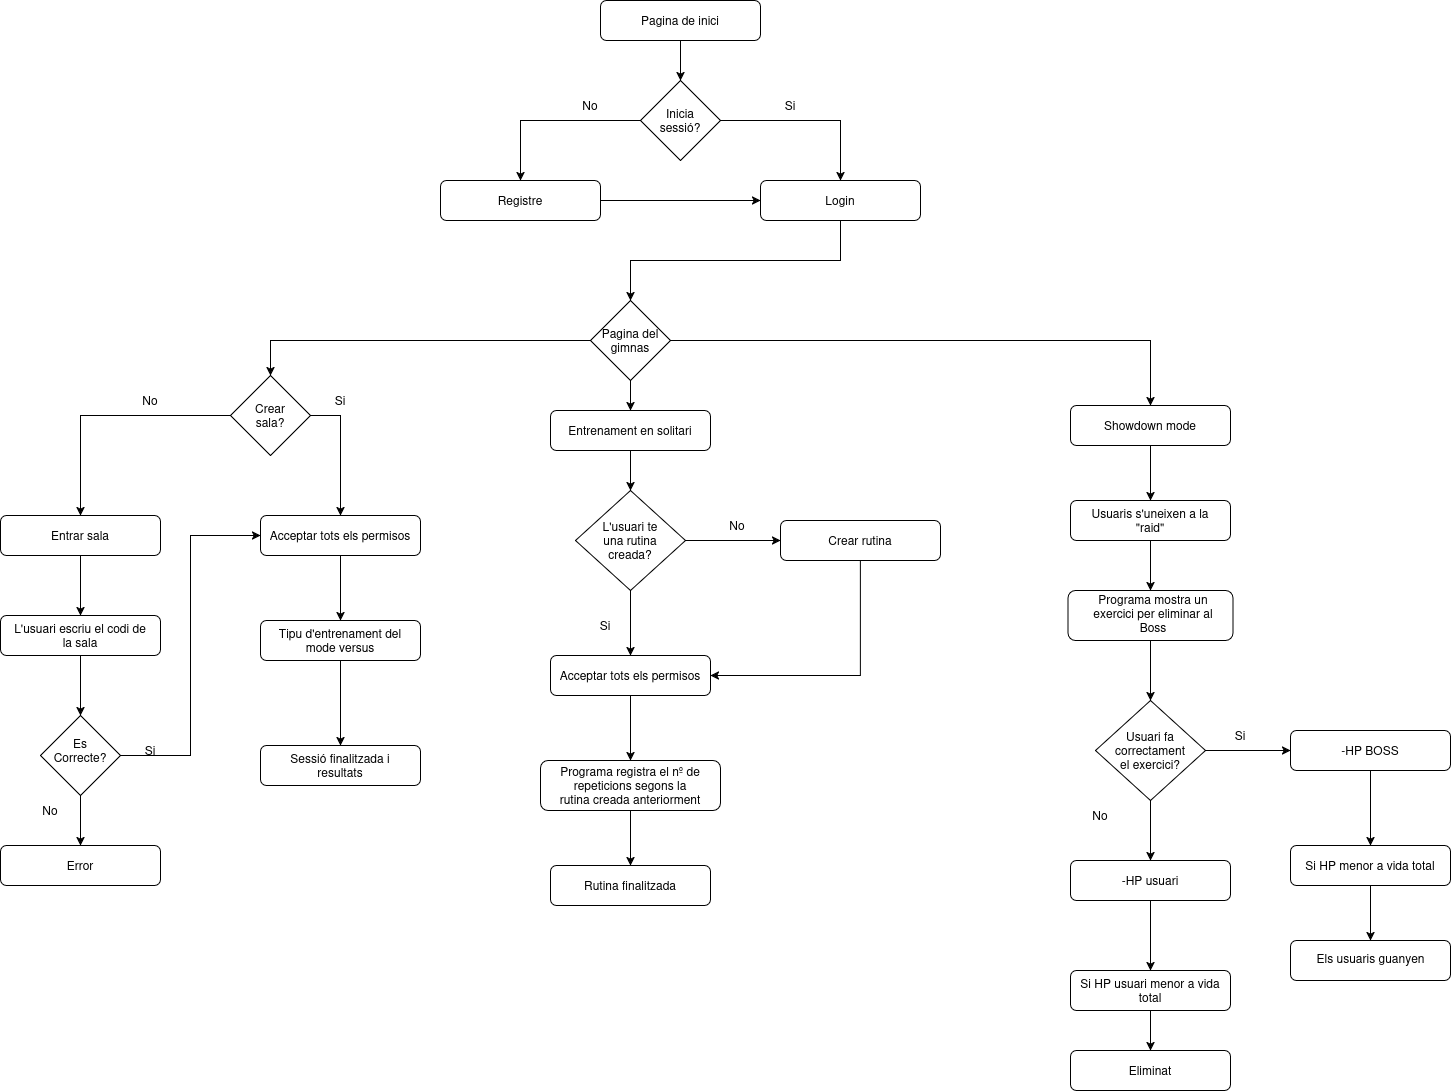 Pagina de inici
Inicia
sessió?
No
Si
Registre
Login
Pagina del
gimnas
Crear
sala?
No
Si
Entrar sala
Acceptar tots els permisos
L'usuari escriu el codi de
la sala
Tipu d'entrenament del
mode versus
Es
Correcte?
Si
No
Sessió finalitzada i
resultats
Error
Entrenament en solitari
L'usuari te
una rutina
creada?
No
Crear rutina
Si
Acceptar tots els permisos
Programa registra el nº de
repeticions segons la
rutina creada anteriorment
Rutina finalitzada
Showdown mode
Usuaris s'uneixen a la
"raid"
Programa mostra un
exercici per eliminar al
Boss
Usuari fa
correctament
el exercici?
Si
-HP BOSS
No
Si HP menor a vida total
-HP usuari
Els usuaris guanyen
Si HP usuari menor a vida
total
Eliminat